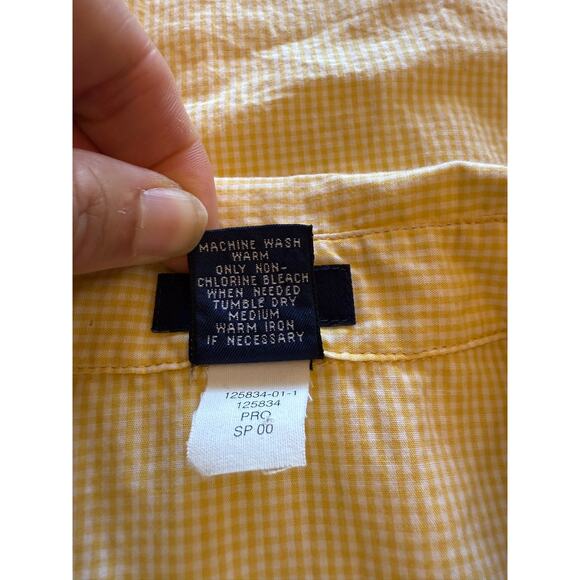 MACHINE WASH
WARM
ONLY NON-
CHLORINE BLEACH
WHEN NEEDED
TUMBLE DRY
MEDIUM
WARM IRON
IF NECESSARY
125834-01-1
125834
PRO
SP 00